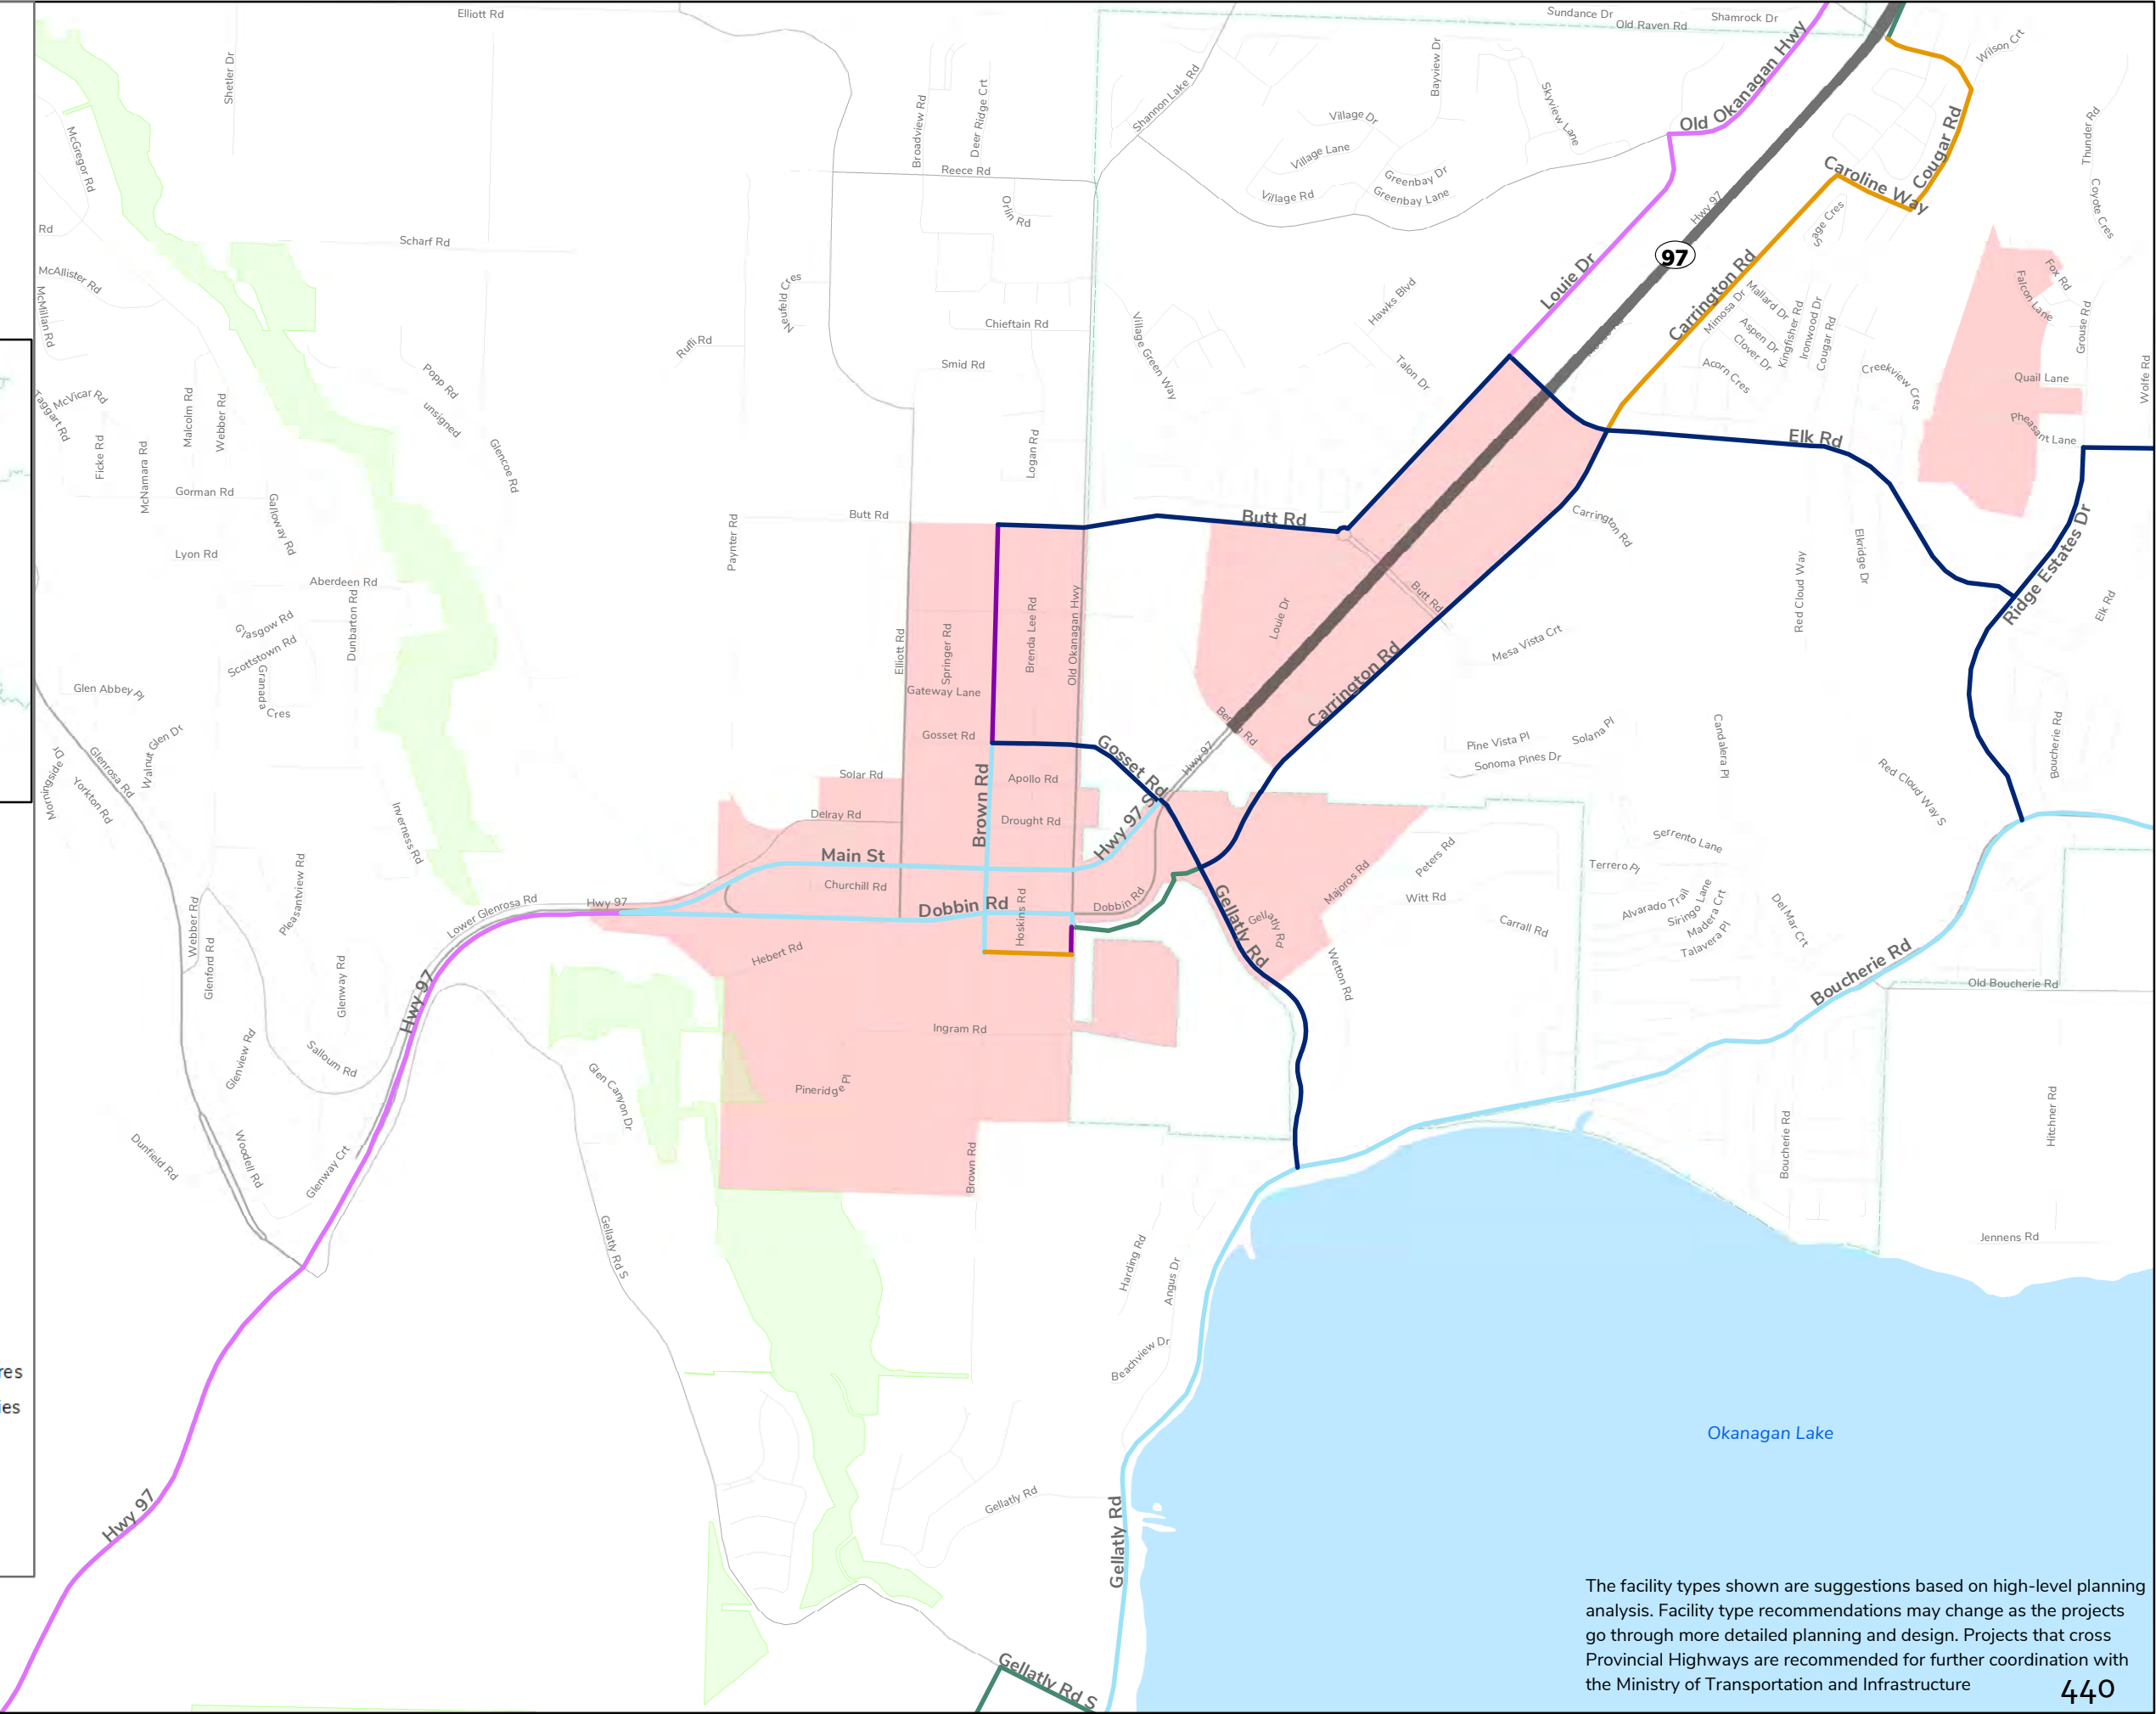 Elliott Rd
Sundance Dr
Old Raven Rd
Shamrock Dr
Wilson Crt
Shetler Dr
Broadview Rd
Deer Ridge Crt
Shannon Lake Rd
Bayview Dr
Skyview Lane
Old Okanagan Hwy
Cougar Rd
Thunder Rd
McGregor Rd
Village Dr
Village Lane
Reece Rd
Village Rd
Greenbay Dr
Greenbay Lane
Caroline Way
Hwy 97
Coyote Cres
Orlin Rd
Rd
Scharf Rd
Sage Cres
97
McAllister Rd
McMillan Rd
Neufield Cres
Louie Dr
Carrington Rd
Fox Rd
Falcon Lane
Hawks Blvd
Mallard Dr
Mimosa Dr
Aspen Dr
Clover Dr
Kingfisher Rd
Ironwood Dr
Cougar Rd
Grouse Rd
Chieftain Rd
Ruffi Rd
Smid Rd
Village Green Way
Talon Dr
Acorn Cres
Creekview Cres
Quail Lane
Wolfe Rd
Popp Rd
unsigned
McVicar Rd
Taggart Rd
Malcolm Rd
Webber Rd
Ficke Rd
McNamara Rd
Glencoe Rd
Logan Rd
Elk Rd
Pheasant Lane
Gorman Rd
Galloway Rd
Butt Rd
Butt Rd
Carrington Rd
Paynter Rd
Lyon Rd
Elkridge Dr
Ridge Estates Dr
Aberdeen Rd
Dunbarton Rd
Butt Rd
Red Cloud Way
Elk Rd
Glasgow Rd
Scottstown Rd
Elliott Rd
Springer Rd
Brenda Lee Rd
Old Okanagan Hwy
Louie Dr
Mesa Vista Crt
Granada
Cres
Glen Abbey Pl
Gateway Lane
Carrington Rd
Gosset Rd
Gosset Rd
Hwy 97
Pine Vista Pl
Solana Pl
Sonoma Pines Dr
Candalera Pl
Boucherie Rd
Walnut Glen Dr
Glenrosa Rd
Morningside Dr
Yorkton Rd
Solar Rd
Apollo Rd
Brown Rd
Red Cloud Way S
Inverness Rd
Delray Rd
Drought Rd
Hwy 97 S
Serrento Lane
Main St
Peters Rd
Terrero Pl
Pleasantview Rd
Churchill Rd
Majoros Rd
Witt Rd
Lower Glenrosa Rd
Hwy 97
Dobbin Rd
Hoskins Rd
Dobbin Rd
Gellatly Rd
Gellatly Rd
Carrall Rd
Alvarado Trail
Siringo Lane
Madera Crt
Talavera Pl
Del Mar Crt
Webber Rd
Glenford Rd
Glenway Rd
Hebert Rd
Wetton Rd
Boucherie Rd
Old Boucherie Rd
Hwy 97
Ingram Rd
Glenview Rd
Salloum Rd
Glen Canyon Dr
Pineridge Pl
Hitchner Rd
Dunfield Rd
Woodell Rd
Glenway Crt
Brown Rd
Boucherie Rd
Gellatly Rd S
Harding Rd
Angus Dr
Jennens Rd
Beachview Dr
res
ies
Okanagan Lake
Hwy 97
Gellatly Rd
Gellatly Rd
Gellatly Rd S
The facility types shown are suggestions based on high-level planning
analysis. Facility type recommendations may change as the projects
go through more detailed planning and design. Projects that cross
Provincial Highways are recommended for further coordination with
the Ministry of Transportation and Infrastructure
440